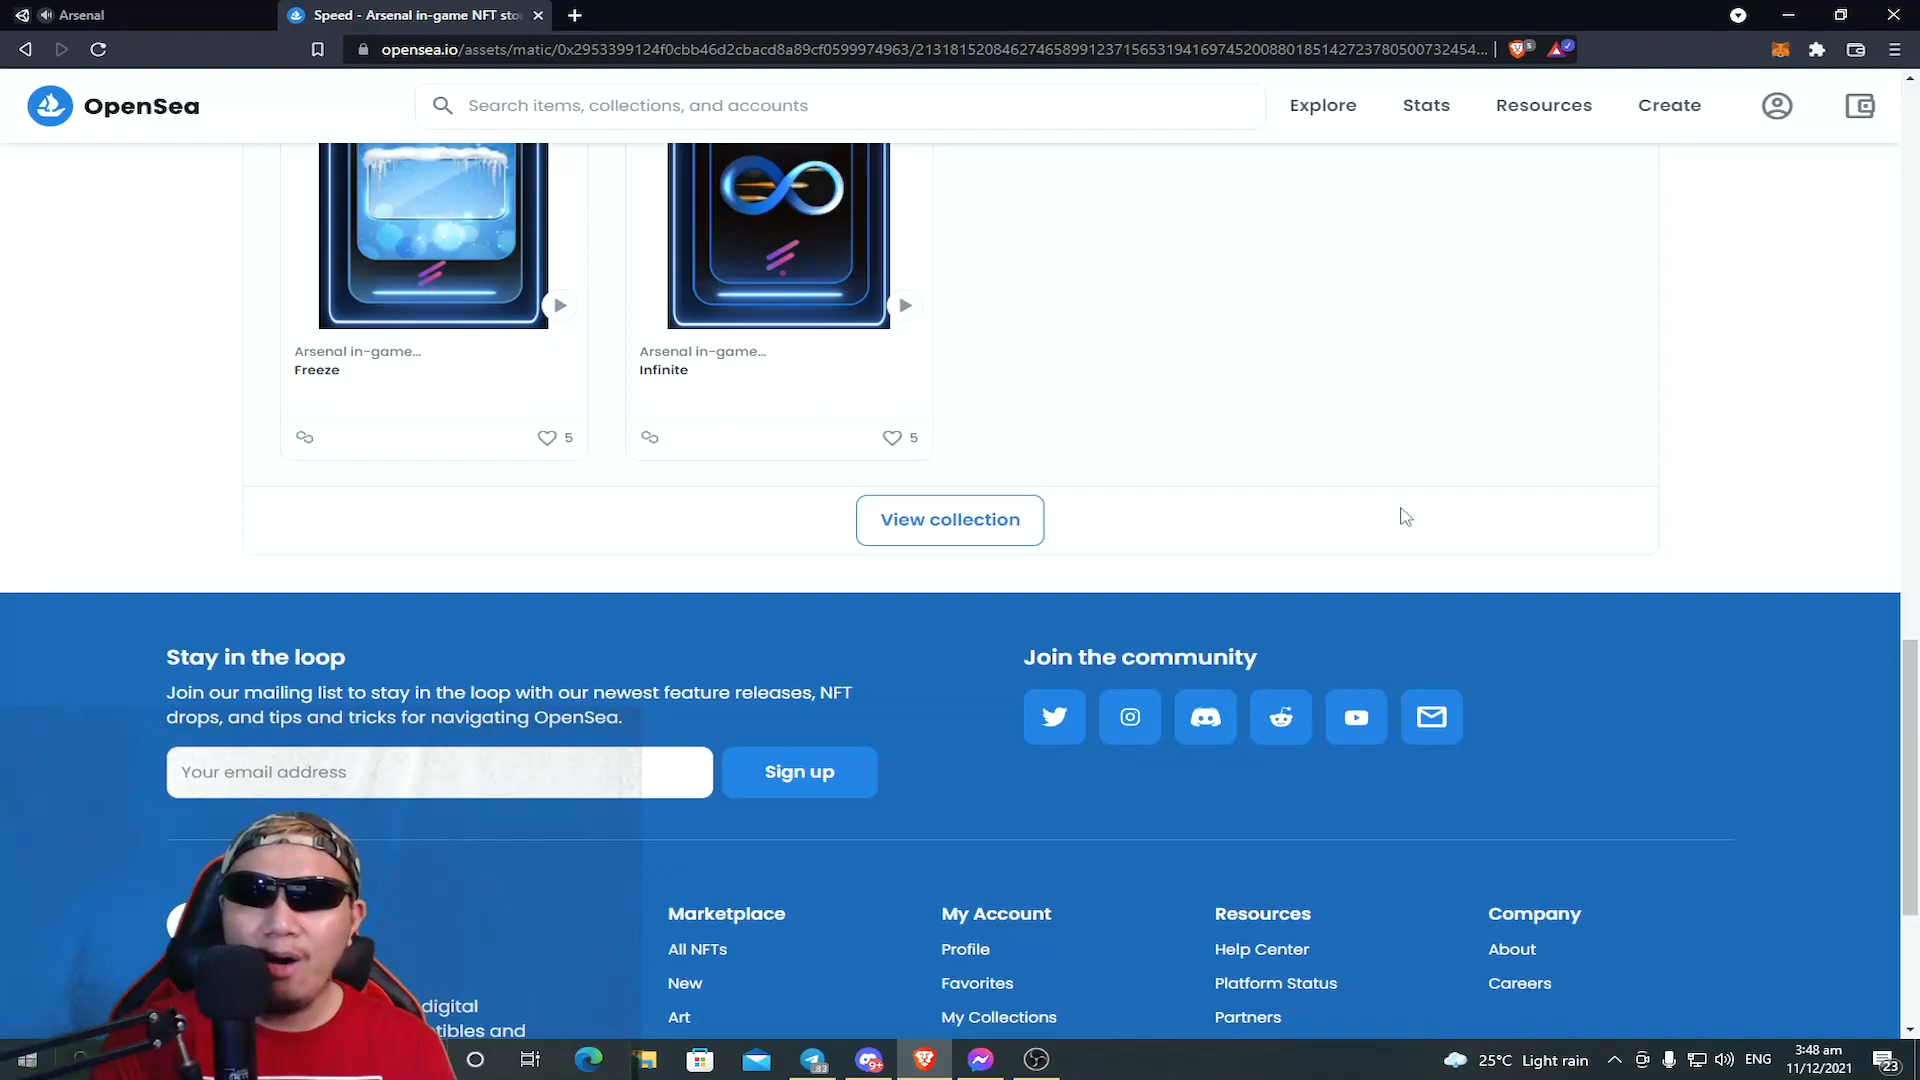 Arsenal
Speed - Arsenal in-game NFT sto
opensea.io/assets/matic/0x2953399124f0cbb46d2cbacd8a89cf0599974963/213181520846274658991237156531941697452008801851427237805007324541...
OpenSea
Search items, collections, and accounts
Explore
Stats
Resources
Create
Arsenal in-game...
Freeze
5
Arsenal in-game...
Infinite
5
View collection
Stay in the loop
Join our mailing list to stay in the loop with our newest feature releases, NFT
drops, and tips and tricks for navigating OpenSea.
Your email address
Sign up
Join the community
Marketplace
All NFTs
New
Art
My Account
Profile
Favorites
My Collections
Resources
Help Center
Platform Status
Partners
Company
About
Careers
digital
tibles and
83
9+
25°C Light rain
ENG
3:48 am
11/12/2021
23